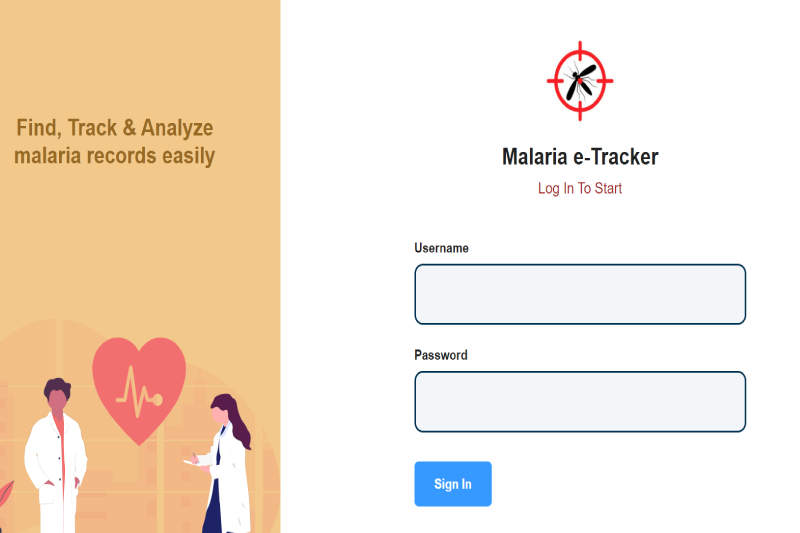 Find, Track & Analyze
malaria records easily
Malaria e-Tracker
Log In To Start
Username
Password
Sign In